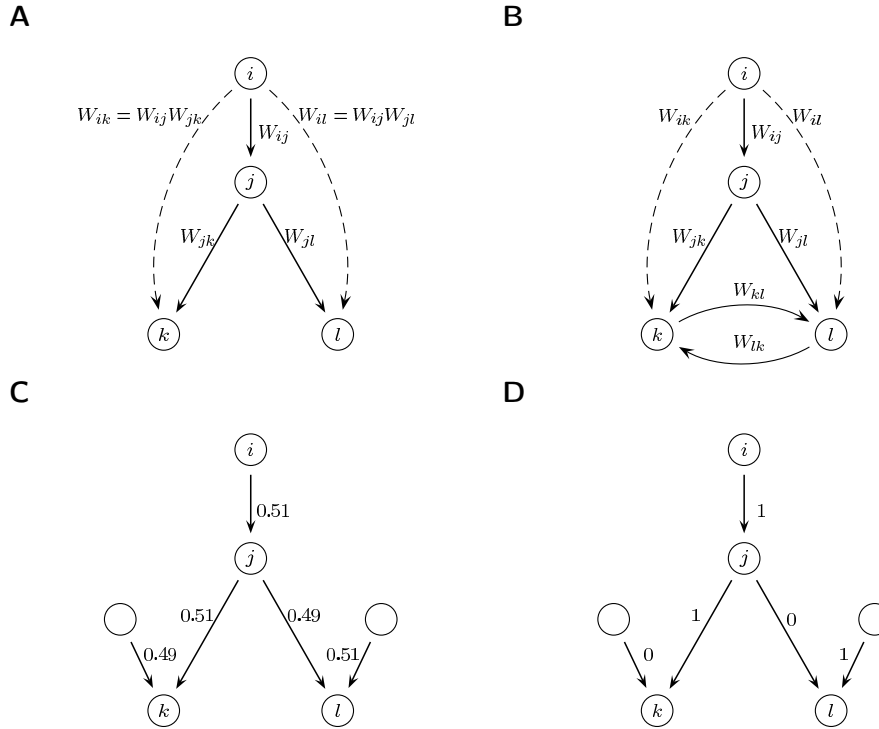 A
B
i
i
W_{ik} = W_{ij}W_{jk}
W_{il} = W_{ij}W_{jl}
W_{ik}
W_{il}
W_{ij}
W_{ij}
j
j
W_{jk}
W_{jl}
W_{jk}
W_{jl}
W_{kl}
k
l
k
l
W_{lk}
C
D
i
i
0.51
1
j
j
0.51
0.49
1
0
0.49
0.51
0
1
k
l
k
l